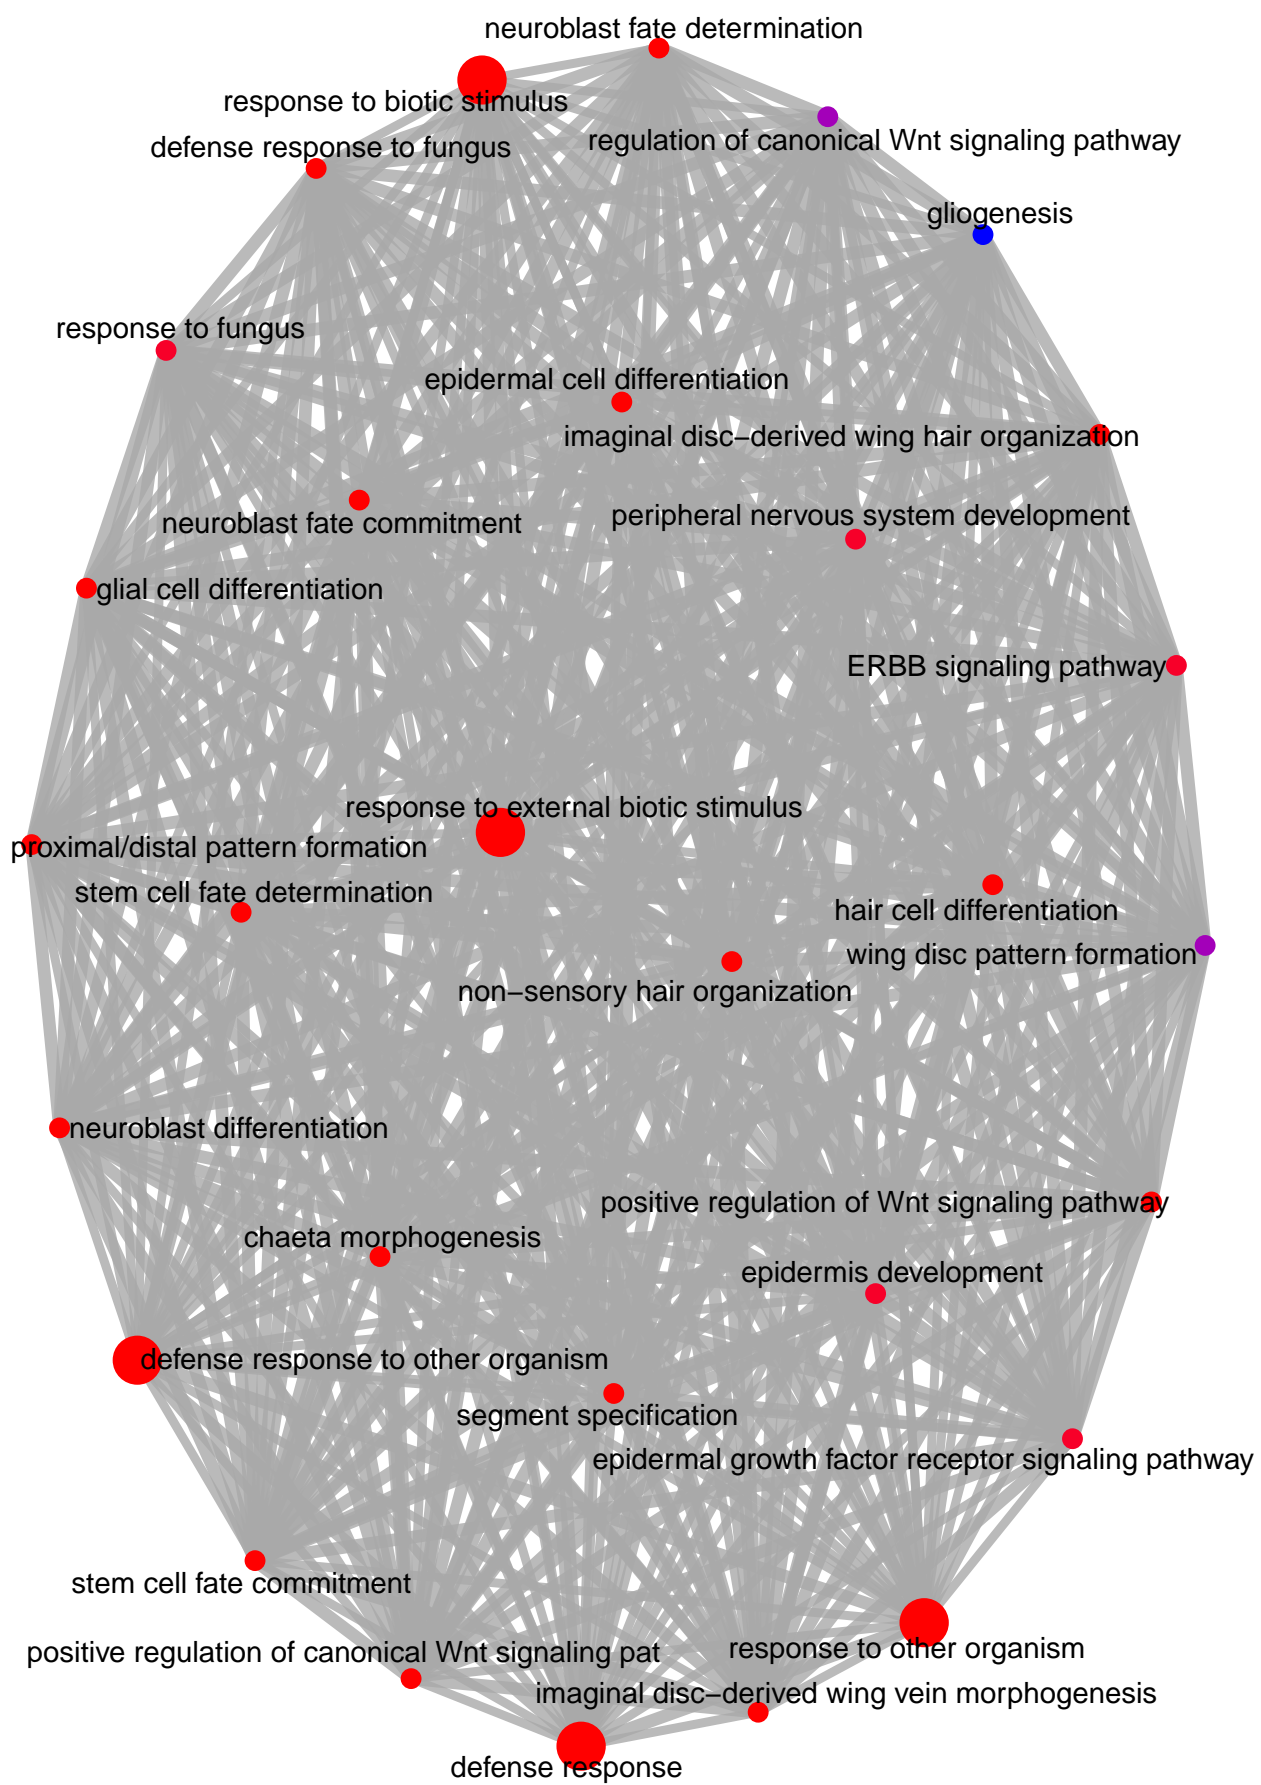 neuroblast fate determination
response to biotic stimulus
regulation of canonical Wnt signaling pathway
defense response to fungus
gliogenesis
response to fungus
epidermal cell differentiation
imaginal disc−derived wing hair organization
peripheral nervous system development
neuroblast fate commitment
glial cell differentiation
ERBB signaling pathway
response to external biotic stimulus
proximal/distal pattern formation
stem cell fate determination
hair cell differentiation
wing disc pattern formation
non−sensory hair organization
neuroblast differentiation
positive regulation of Wnt signaling pathway
chaeta morphogenesis
epidermis development
defense response to other organism
segment specification
epidermal growth factor receptor signaling pathway
stem cell fate commitment
response to other organism
positive regulation of canonical Wnt signaling pat
imaginal disc−derived wing vein morphogenesis
defense response